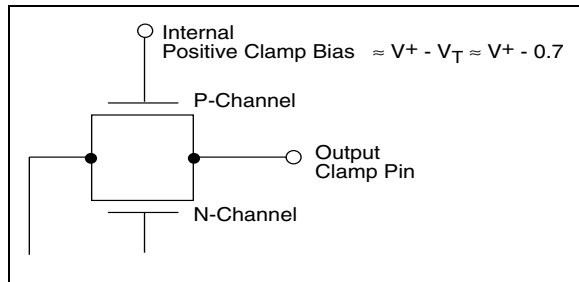 Internal
Positive Clamp Bias ≈ V+ - VT ≈ V+ - 0.7
P-Channel
Output
Clamp Pin
N-Channel